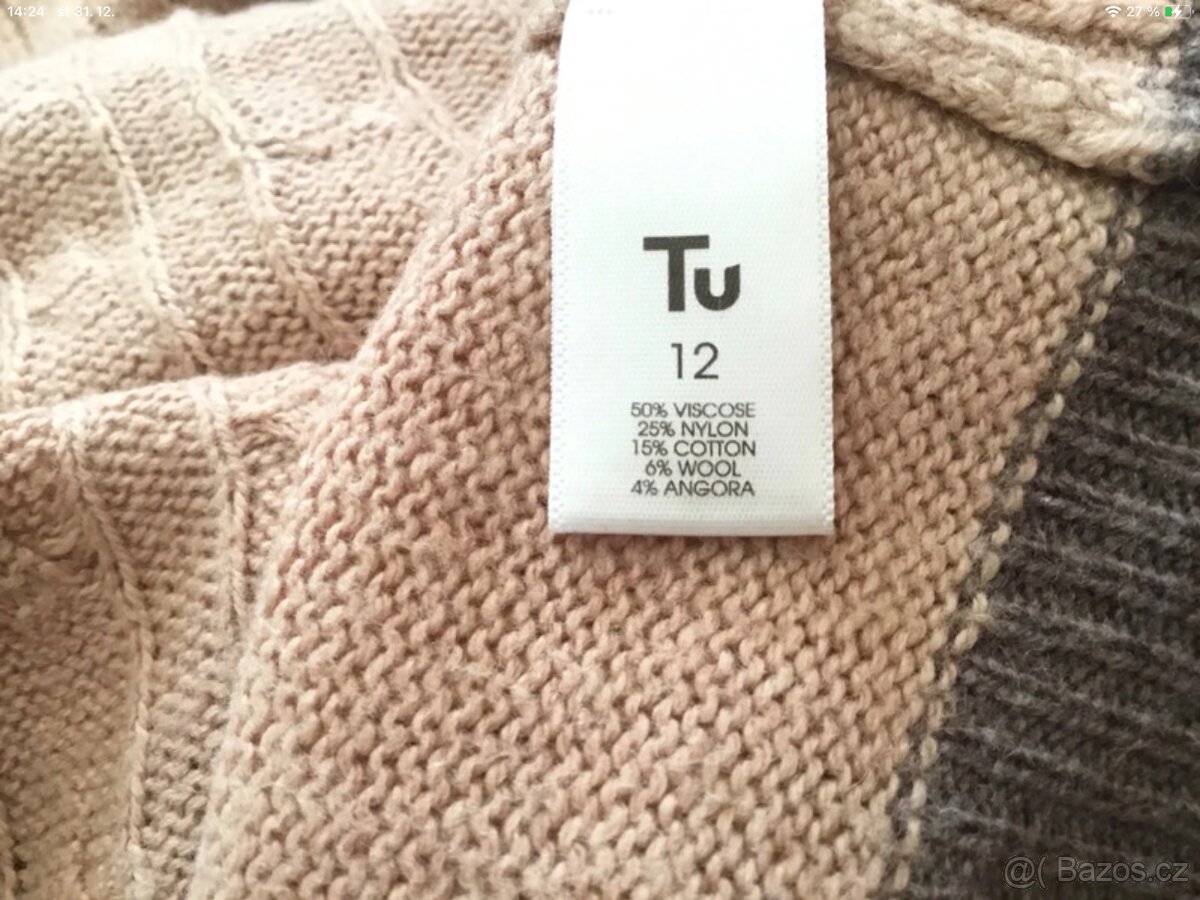 14:24 st 31. 12.
27 %
Tu
12
50% VISCOSE
25% NYLON
15% COTTON
6% WOOL
4% ANGORA
@( Bazos.cz